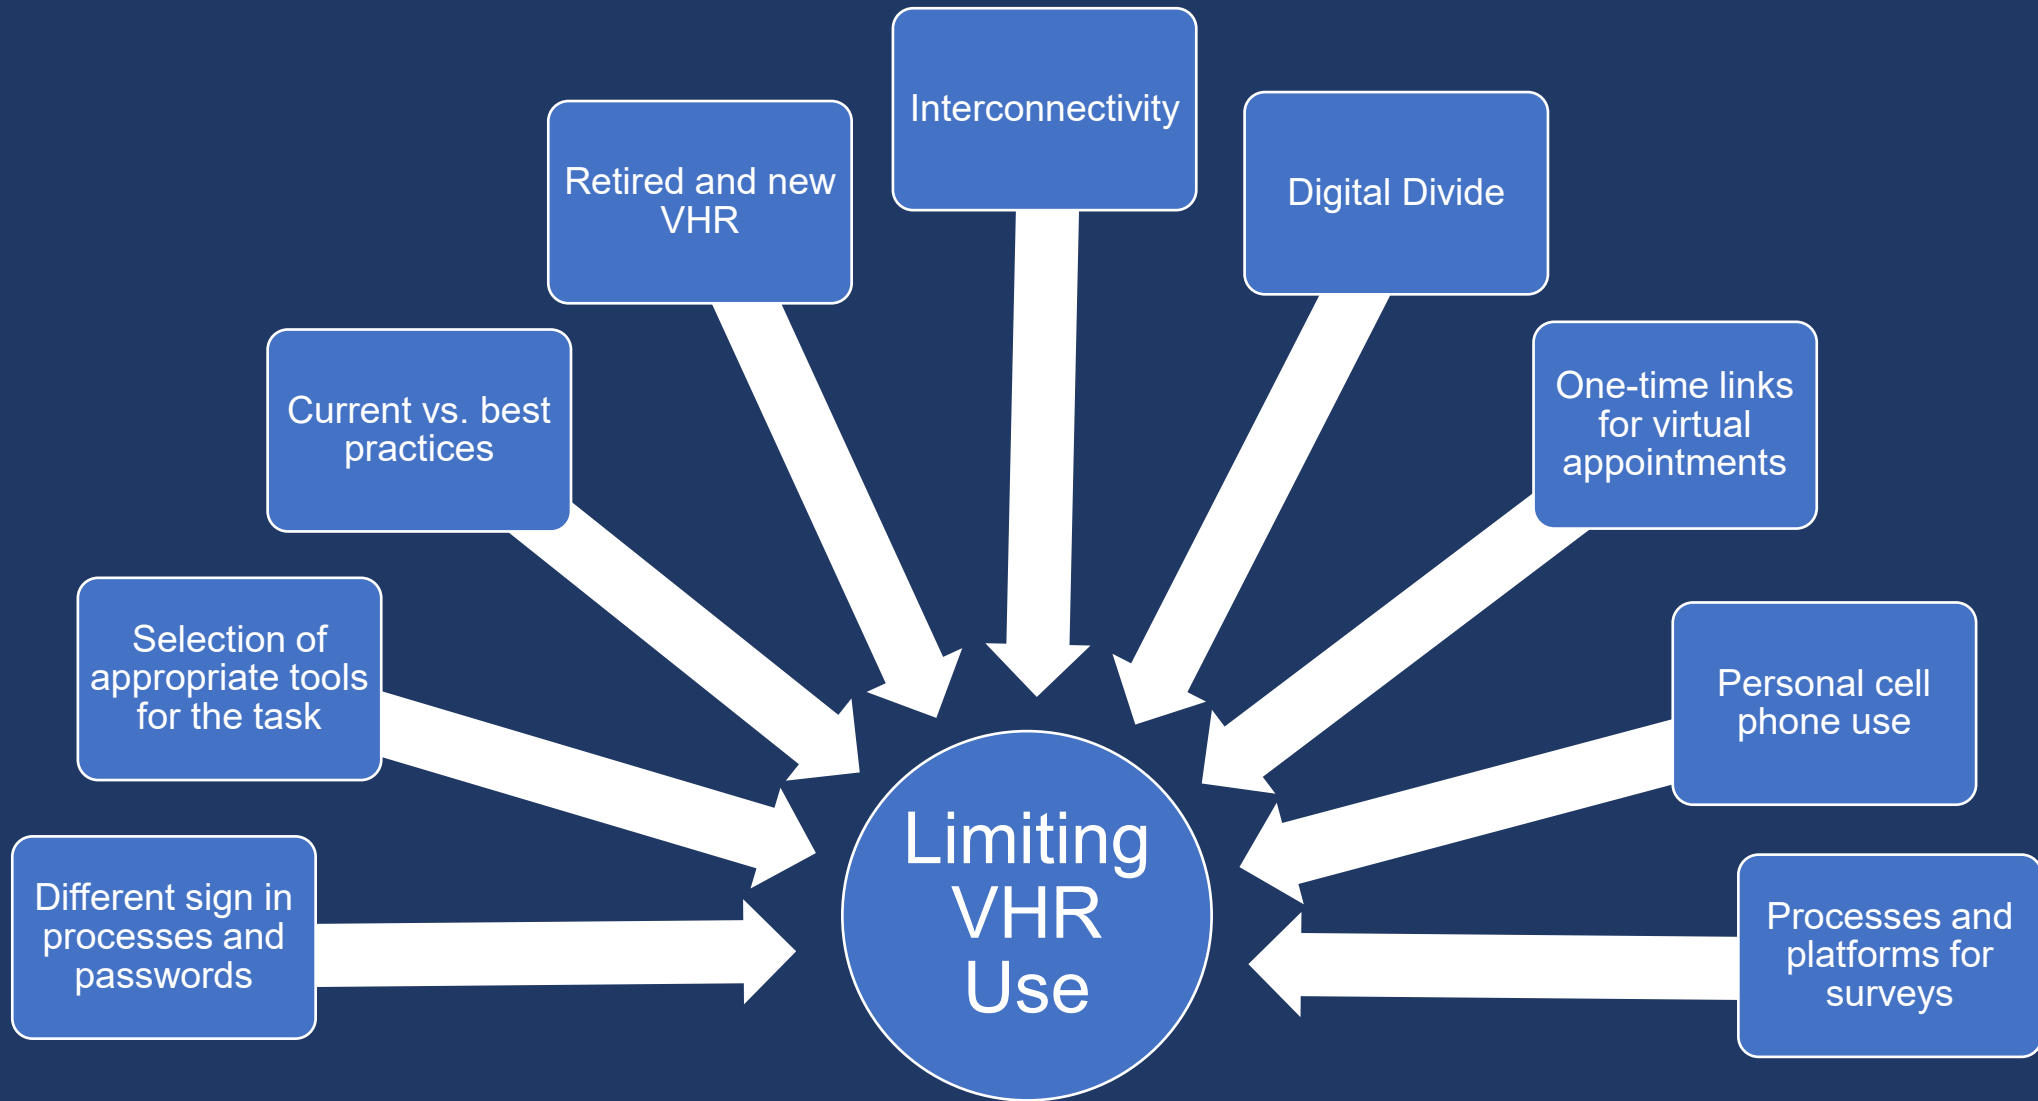 Interconnectivity
Retired and new
VHR
Digital Divide
Current vs. best
practices
One-time links
for virtual
appointments
Selection of
appropriate tools
for the task
Personal cell
phone use
Different sign in
processes and
passwords
Limiting
VHR
Use
Processes and
platforms for
surveys